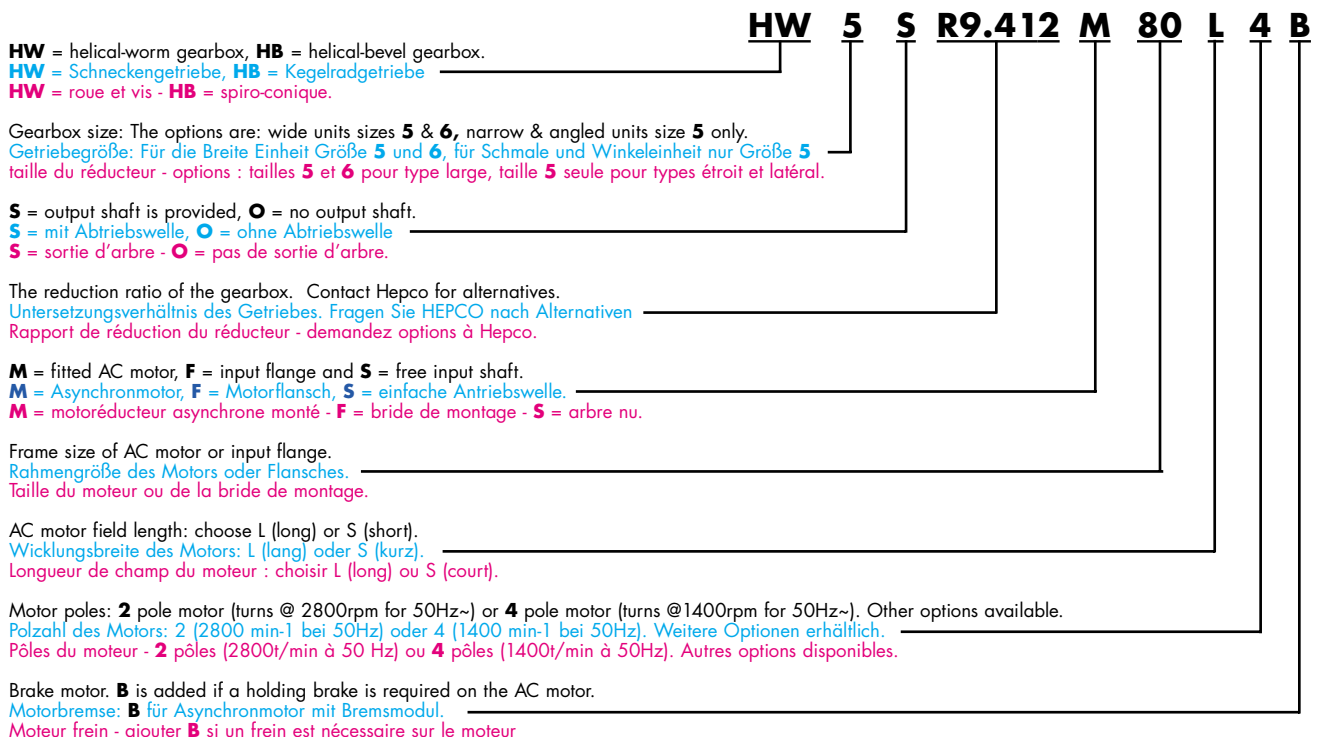 HW 5 S R9.412 M 80 L 4 B
HW = helical-worm gearbox, HB = helical-bevel gearbox.
HW = Schneckengetriebe, HB = Kegelradgetriebe
HW = roue et vis - HB = spiro-conique.
Gearbox size: The options are: wide units sizes 5 & 6, narrow & angled units size 5 only.
Getriebegröße: Für die Breite Einheit Größe 5 und 6, für Schmale und Winkeleinheit nur Größe 5
taille du réducteur - options : tailles 5 et 6 pour type large, taille 5 seule pour types étroit et latéral.
S = output shaft is provided, O = no output shaft.
S = mit Abtriebswelle, O = ohne Abtriebswelle
S = sortie d'arbre - O = pas de sortie d'arbre.
The reduction ratio of the gearbox. Contact Hepco for alternatives.
Untersetzungsverhältnis des Getriebes. Fragen Sie HEPCO nach Alternativen
Rapport de réduction du réducteur - demandez options à Hepco.
M = fitted AC motor, F = input flange and S = free input shaft.
M = Asynchronmotor, F = Motorflansch, S = einfache Antriebswelle.
M = motoréducteur asynchrone monté - F = bride de montage - S = arbre nu.
Frame size of AC motor or input flange.
Rahmengröße des Motors oder Flansches.
Taille du moteur ou de la bride de montage.
AC motor field length: choose L (long) or S (short).
Wicklungsbreite des Motors: L (lang) oder S (kurz).
Longueur de champ du moteur : choisir L (long) ou S (court).
Motor poles: 2 pole motor (turns @ 2800rpm for 50Hz~) or 4 pole motor (turns @1400rpm for 50Hz~). Other options available.
Polzahl des Motors: 2 (2800 min-1 bei 50Hz) oder 4 (1400 min-1 bei 50Hz). Weitere Optionen erhältlich.
Pôles du moteur - 2 pôles (2800t/min à 50 Hz) ou 4 pôles (1400t/min à 50Hz). Autres options disponibles.
Brake motor. B is added if a holding brake is required on the AC motor.
Motorbremse: B für Asynchronmotor mit Bremsmodul.
Moteur frein - ajouter B si un frein est nécessaire sur le moteur